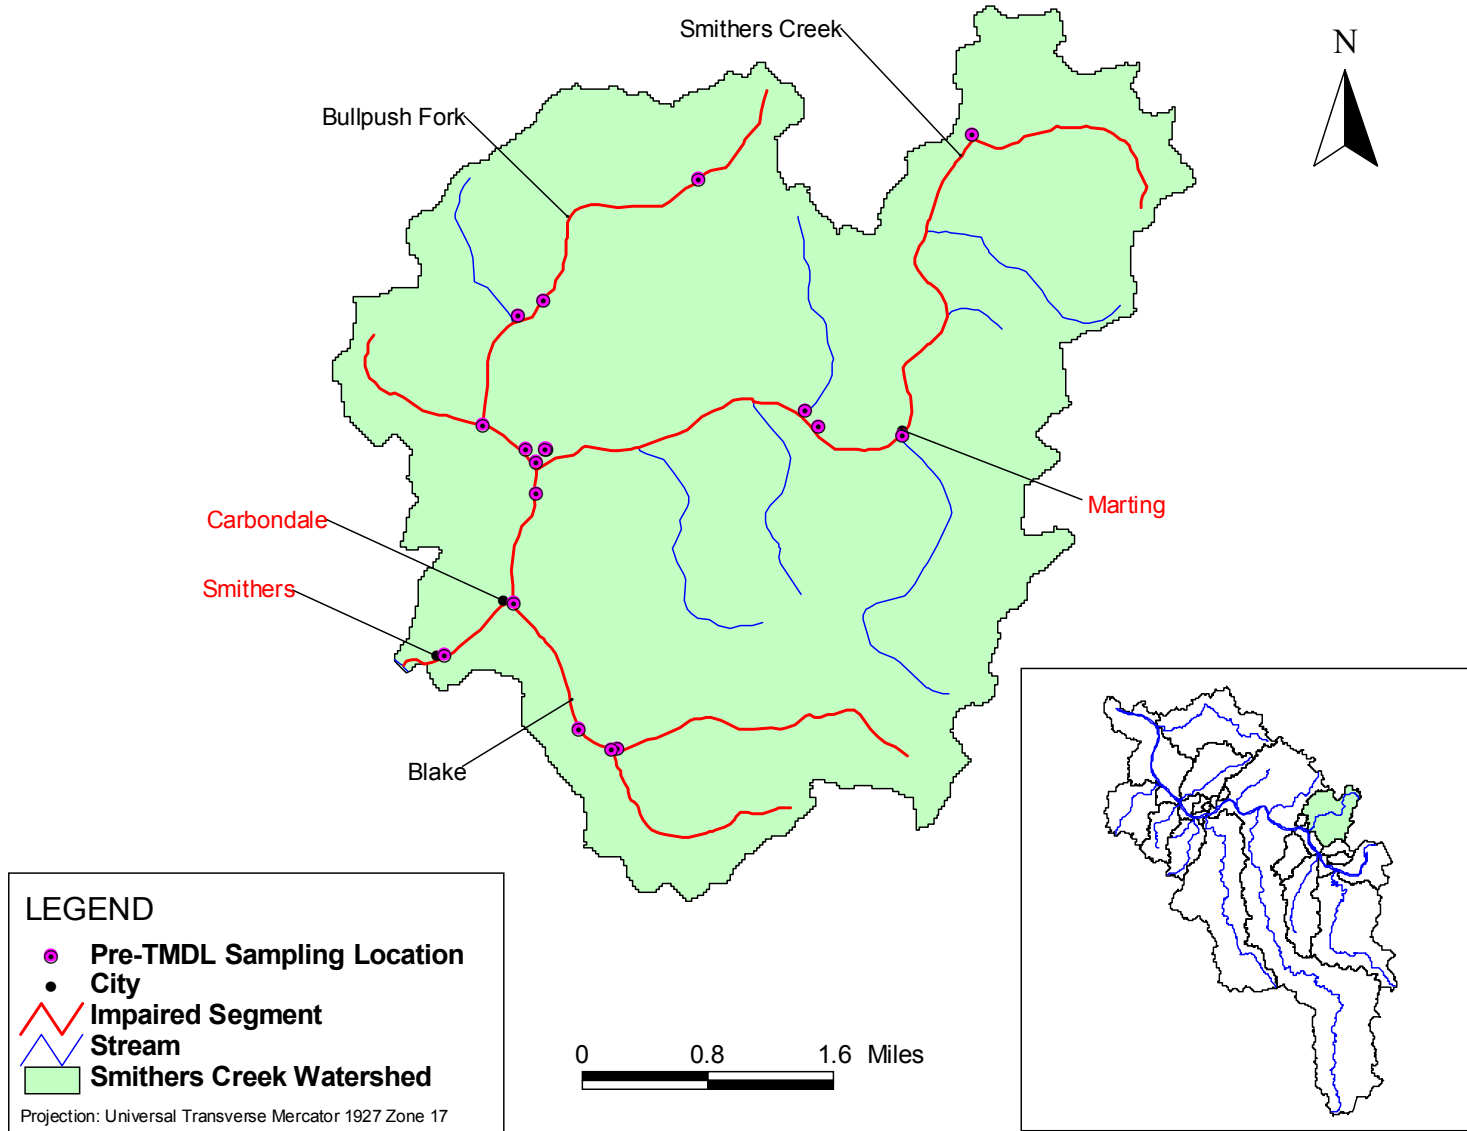 Smithers Creek
N
Bullpush Fork
Carbondale
Marting
Smithers
Blake
LEGEND
Pre-TMDL Sampling Location
City
Impaired Segment
Stream
Smithers Creek Watershed
Projection: Universal Transverse Mercator 1927 Zone 17
0 0.8 1.6 Miles